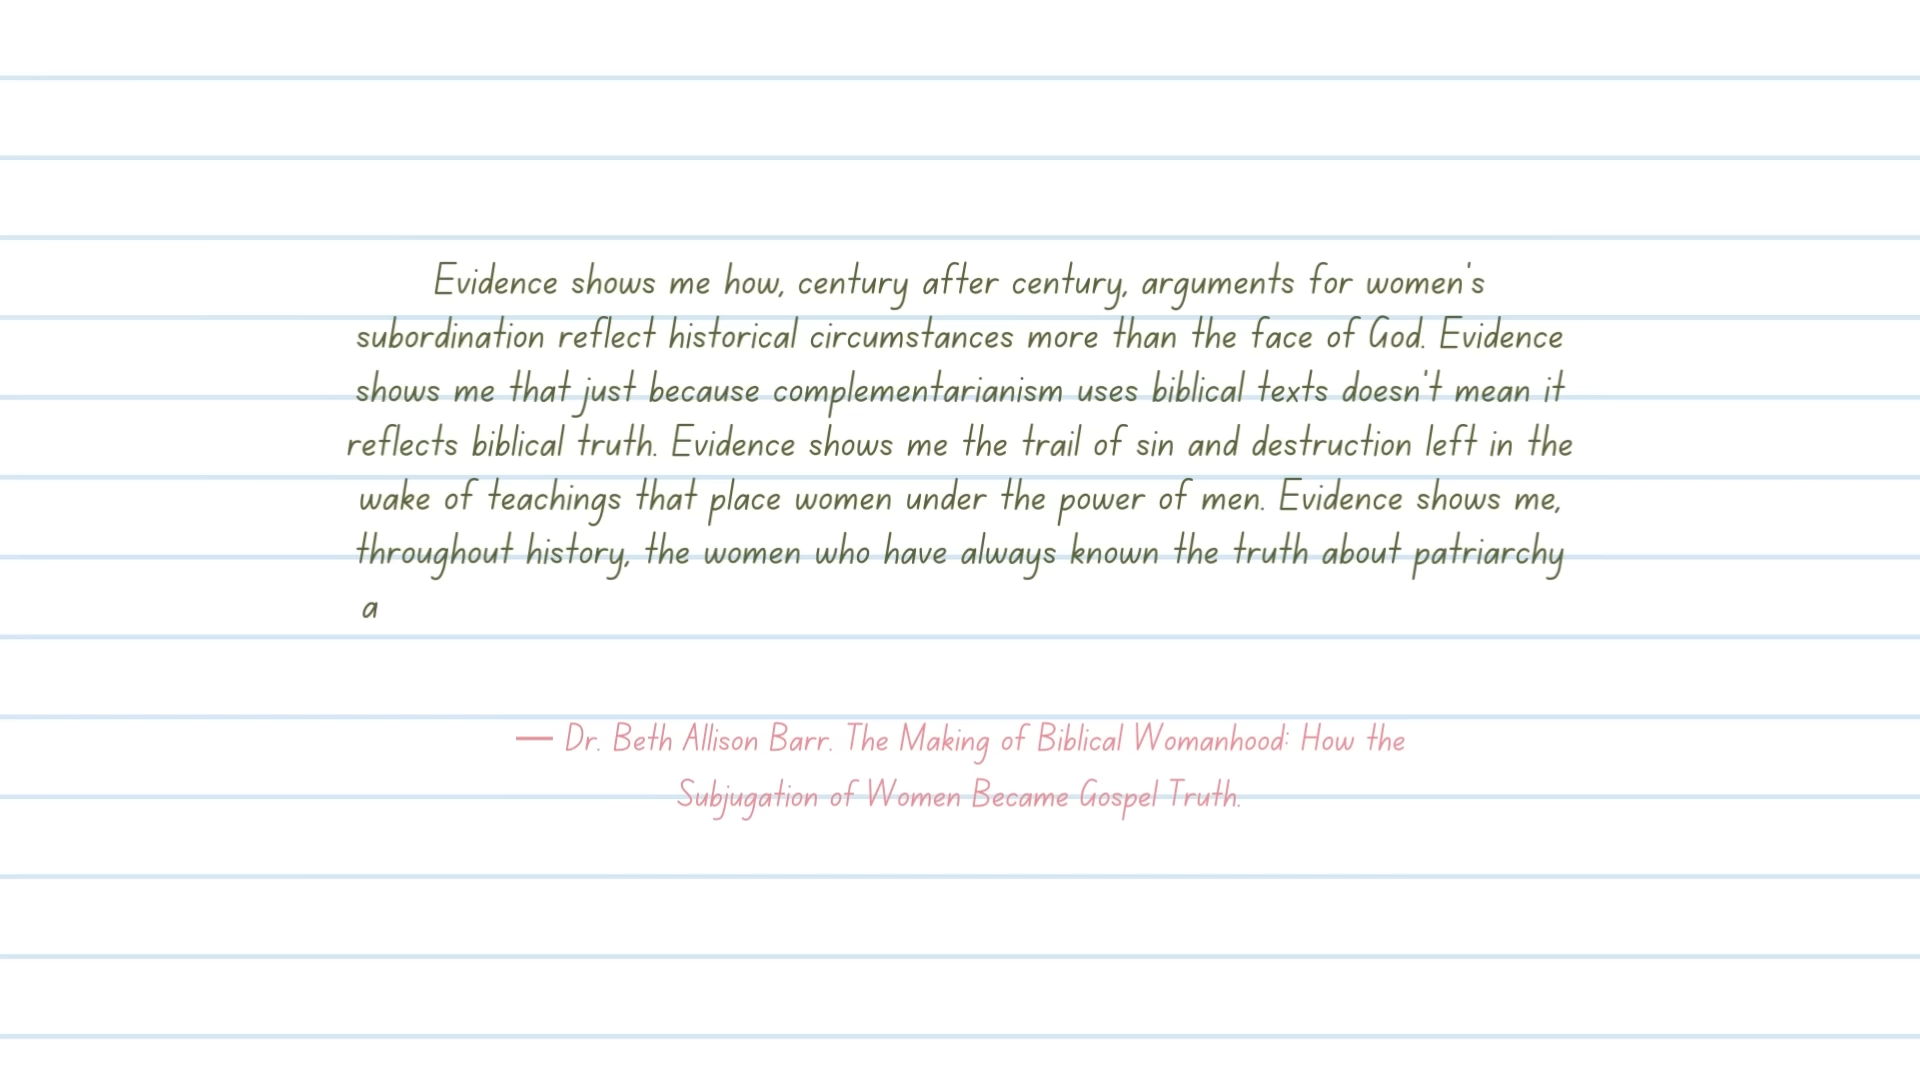 Evidence shows me how, century after century, arguments for women's
subordination reflect historical circumstances more than the face of God. Evidence
shows me that just because complementarianism uses biblical texts doesn't mean it
reflects biblical truth. Evidence shows me the trail of sin and destruction left in the
wake of teachings that place women under the power of men. Evidence shows me,
throughout history, the women who have always known the truth about patriarchy
a
— Dr. Beth Allison Barr. The Making of Biblical Womanhood: How the
Subjugation of Women Became Gospel Truth.